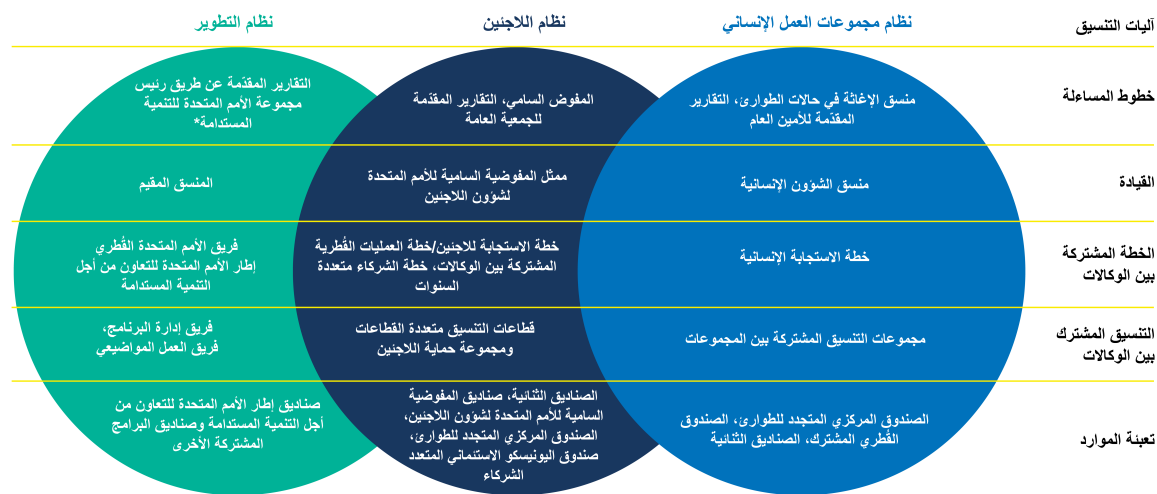 آليات التنسيق
نظام مجموعات العمل الإنساني
نظام اللاجئين
نظام التطوير
خطوط المساءلة
منسق الإغاثة في حالات الطوارئ، التقارير
المقدّمة للأمين العام
المفوض السامي، التقارير المقدّمة
للجمعية العامة
التقارير المقدّمة عن طريق رئيس
مجموعة الأمم المتحدة للتنمية
المستدامة*
القيادة
منسق الشؤون الإنسانية
ممثل المفوضية السامية للأمم المتحدة
لشؤون اللاجئين
المنسق المقيم
الخطة المشتركة
بين الوكالات
خطة الاستجابة الإنسانية
خطة الاستجابة للاجئين/خطة العمليات القُطرية
المشتركة بين الوكالات، خطة الشركاء متعددة
السنوات
فريق الأمم المتحدة القُطري
إطار الأمم المتحدة للتعاون من أجل
التنمية المستدامة
التنسيق المشترك
بين الوكالات
مجموعات التنسيق المشتركة بين المجموعات
قطاعات التنسيق متعددة القطاعات
ومجموعة حماية اللاجئين
فريق إدارة البرنامج،
فريق العمل المواضيعي
تعبئة الموارد
الصندوق المركزي المتجدد للطوارئ، الصندوق
القُطري المشترك، الصناديق الثنائية
الصناديق الثنائية، صناديق المفوضية
السامية للأمم المتحدة لشؤون اللاجئين،
الصندوق المركزي المتجدد للطوارئ،
صندوق اليونيسكو الاستئماني المتعدد
الشركاء
صناديق إطار الأمم المتحدة للتعاون من
أجل التنمية المستدامة وصناديق البرامج
المشتركة الأخرى